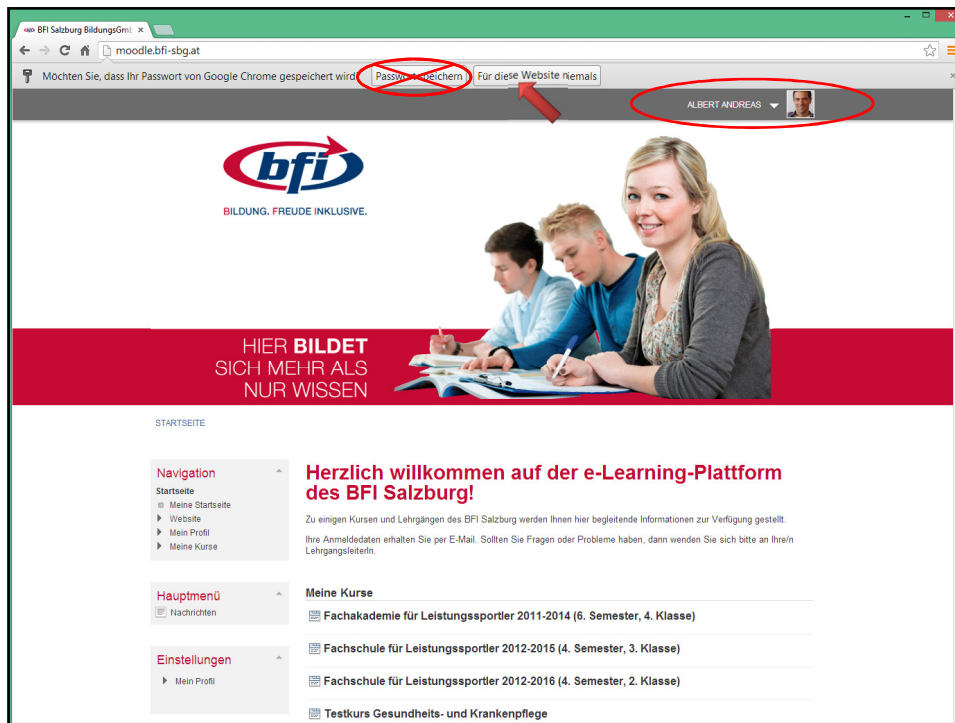 BFI Salzburg BildungsGmb
moodle.bfi-sbg.at
Möchten Sie, dass Ihr Passwort von Google Chrome gespeichert wird? Passwort speichern Für diese Website niemals
ALBERT ANDREAS
bfi
BILDUNG. FREUDE INKLUSIVE.
HIER BILDET
SICH MEHR ALS
NUR WISSEN
STARTSEITE
Navigation
Startseite
Meine Startseite
Website
Mein Profil
Meine Kurse
Hauptmenü
Nachrichten
Einstellungen
Mein Profil
Herzlich willkommen auf der e-Learning-Plattform
des BFI Salzburg!
Zu einigen Kursen und Lehrgängen des BFI Salzburg werden Ihnen hier begleitende Informationen zur Verfügung gestellt.
Ihre Anmeldedaten erhalten Sie per E-Mail. Sollten Sie Fragen oder Probleme haben, dann wenden Sie sich bitte an Ihre/n
LehrgangsleiterIn.
Meine Kurse
Fachakademie für Leistungssportler 2011-2014 (6. Semester, 4. Klasse)
Fachschule für Leistungssportler 2012-2015 (4. Semester, 3. Klasse)
Fachschule für Leistungssportler 2012-2016 (4. Semester, 2. Klasse)
Testkurs Gesundheits- und Krankenpflege